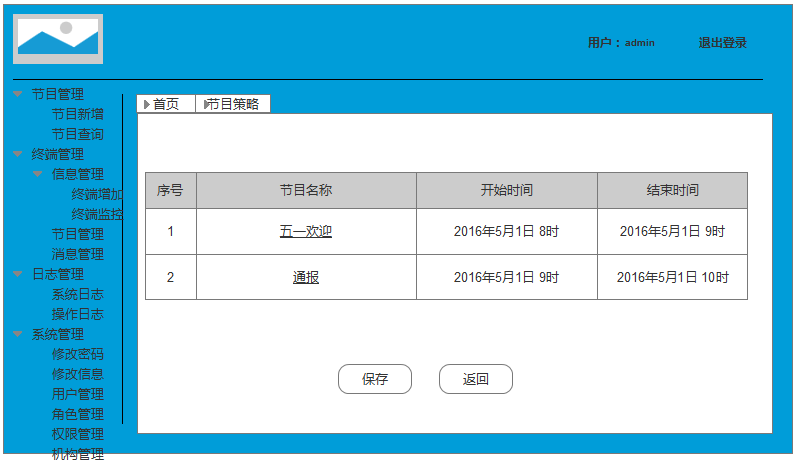 用户：admin 退出登录
节目管理
节目新增
节目查询
终端管理
信息管理
终端增加
终端监控
节目管理
消息管理
日志管理
系统日志
操作日志
系统管理
修改密码
修改信息
用户管理
角色管理
权限管理
机构管理
首页 节目策略
序号 节目名称 开始时间 结束时间
1 五一欢迎 2016年5月1日 8时 2016年5月1日 9时
2 通报 2016年5月1日 9时 2016年5月1日 10时
保存 返回